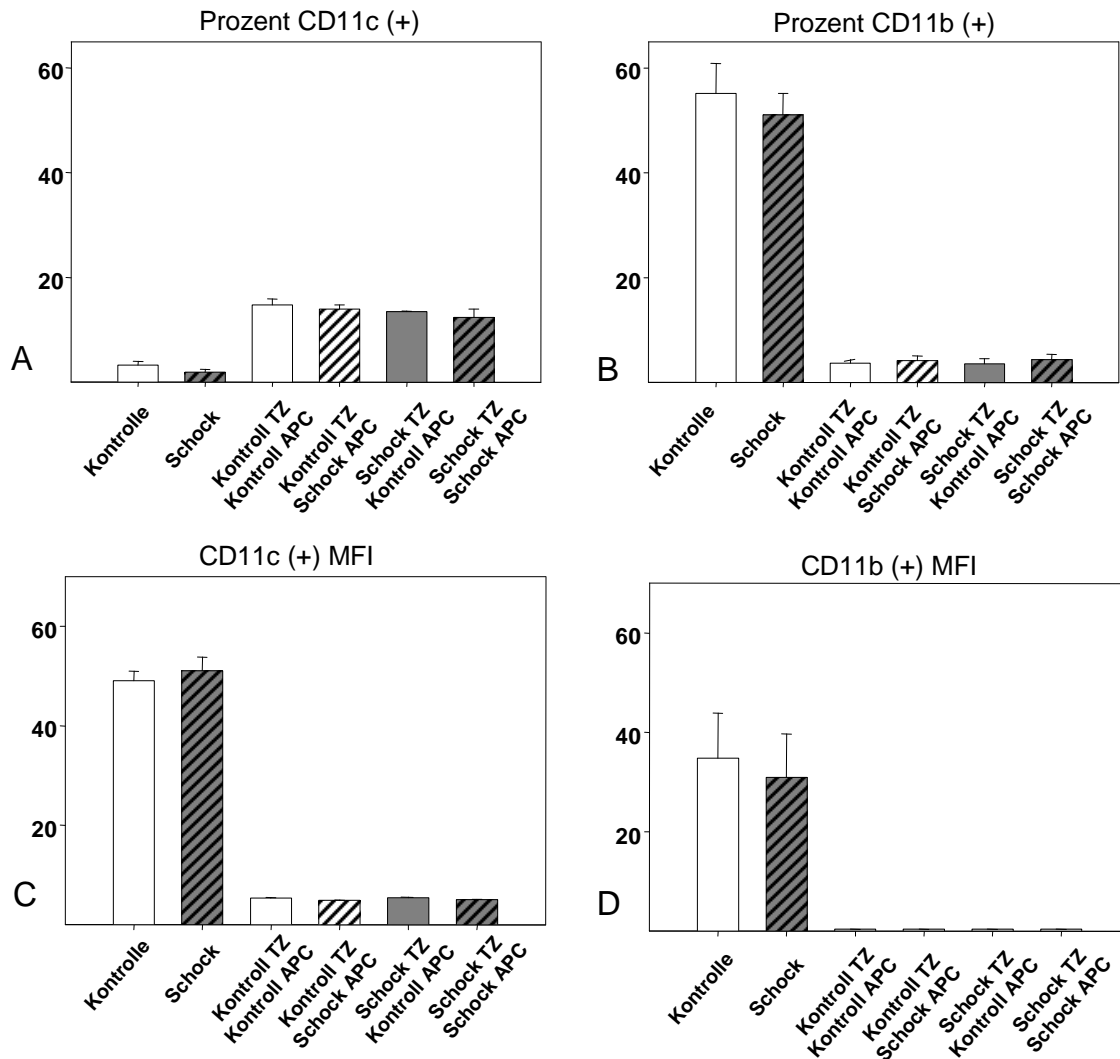 Prozent CD11c (+)
60
40
20
A
Kontrolle
Schock
Kontroll TZ
Kontroll APC
Kontroll TZ
Schock APC
Schock TZ
Kontroll APC
Schock TZ
Schock APC
Prozent CD11b (+)
60
40
20
B
Kontrolle
Schock
Kontroll TZ
Kontroll APC
Kontroll TZ
Schock APC
Schock TZ
Kontroll APC
Schock TZ
Schock APC
CD11c (+) MFI
60
40
20
C
Kontrolle
Schock
Kontroll TZ
Kontroll APC
Kontroll TZ
Schock APC
Schock TZ
Kontroll APC
Schock TZ
Schock APC
CD11b (+) MFI
60
40
20
D
Kontrolle
Schock
Kontroll TZ
Kontroll APC
Kontroll TZ
Schock APC
Schock TZ
Kontroll APC
Schock TZ
Schock APC